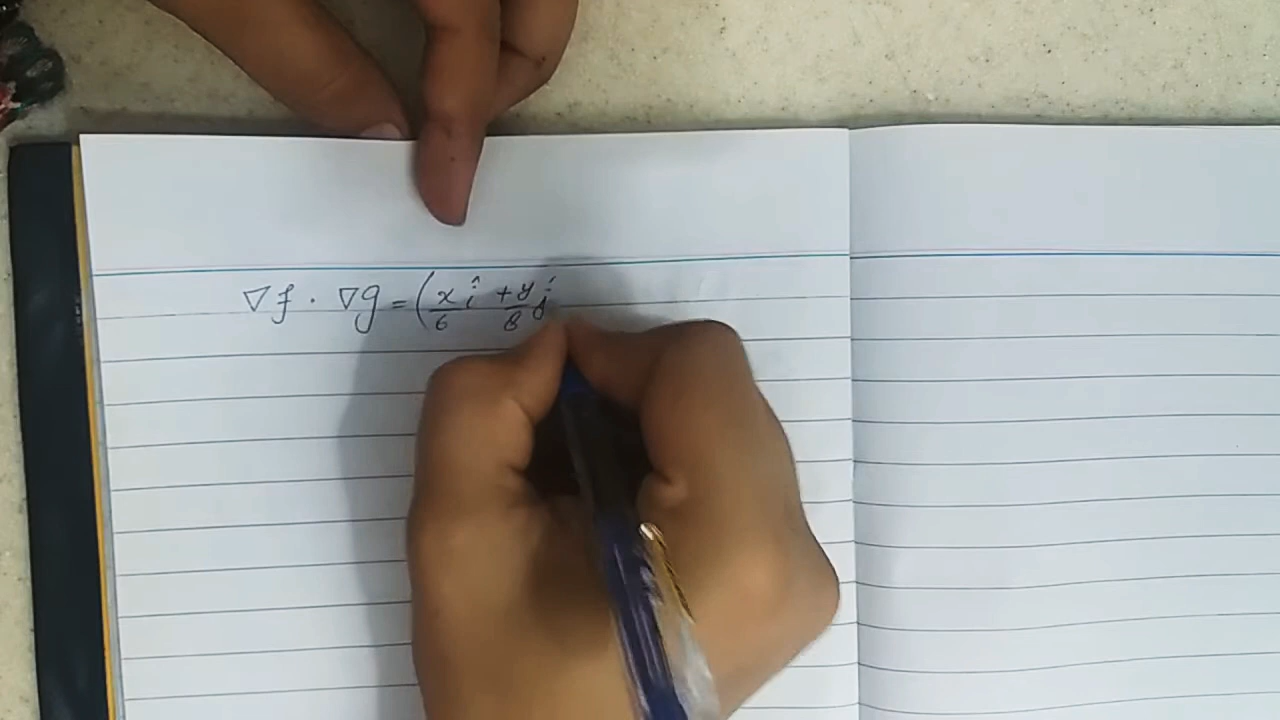 ∇f · ∇g = (x/6 î + y/8 ĵ